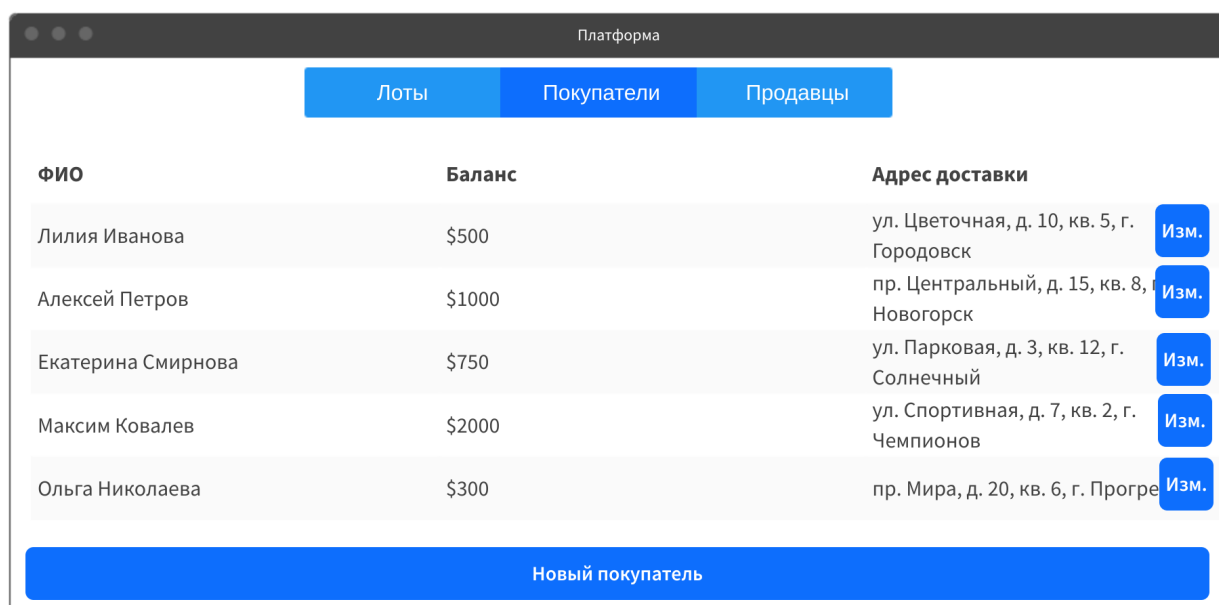 Платформа
Лоты Покупатели Продавцы
ФИО Баланс Адрес доставки
Лилия Иванова $500 ул. Цветочная, д. 10, кв. 5, г.
Городовск
Изм.
Алексей Петров $1000 пр. Центральный, д. 15, кв. 8,
Новогорск
Изм.
Екатерина Смирнова $750 ул. Парковая, д. 3, кв. 12, г.
Солнечный
Изм.
Максим Ковалев $2000 ул. Спортивная, д. 7, кв. 2, г.
Чемпионов
Изм.
Ольга Николаева $300 пр. Мира, д. 20, кв. 6, г. Прогре
Изм.
Новый покупатель